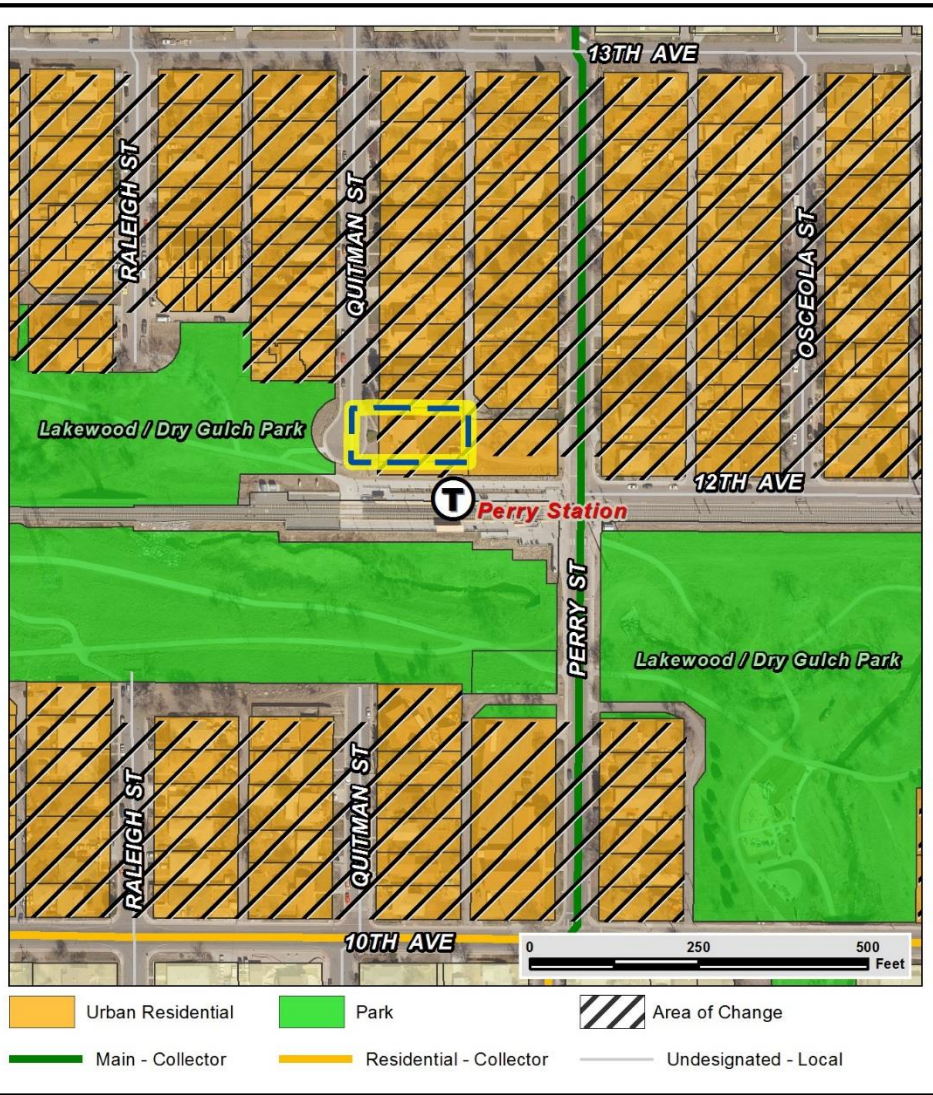 13TH AVE
RALEIGH ST
QUITMAN ST
OSCEOLA ST
Lakewood / Dry Gulch Park
12TH AVE
T
Perry Station
PERRY ST
Lakewood / Dry Gulch Park
RALEIGH ST
QUITMAN ST
10TH AVE
0 250 500
Feet
Urban Residential
Park
Area of Change
Main - Collector
Residential - Collector
Undesignated - Local